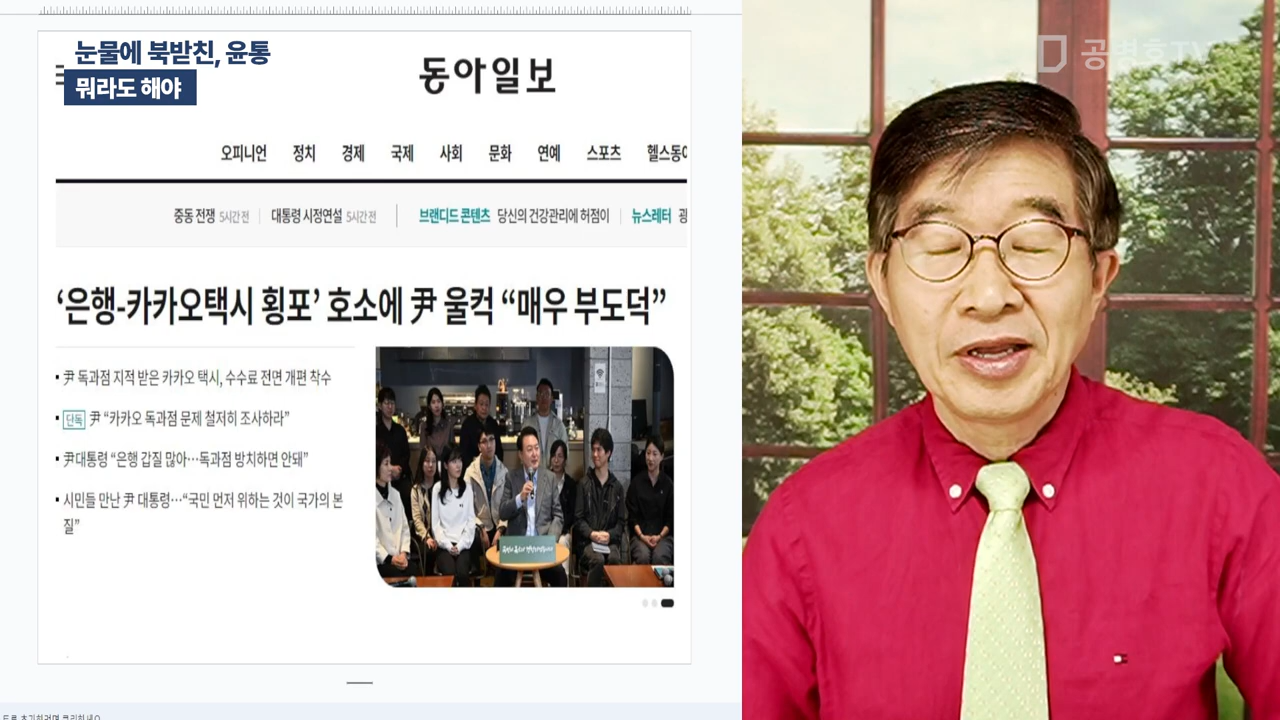 눈물에 북받친, 윤통
뭐라도 해야
동아일보
공병호TV
오피니언 정치 경제 국제 사회 문화 연예 스포츠 헬스동아
중동 전쟁 5시간 전 대통령 시정연설 5시간 전 브랜디드 콘텐츠 당신의 건강관리에 허점이 뉴스레터 광
‘은행-카카오택시 횡포’ 호소에 尹 울컥 “매우 부도덕”
尹 독과점 지적 받은 카카오 택시, 수수료 전면 개편 착수
단독 尹 “카카오 독과점 문제 철저히 조사하라”
尹대통령 “은행 갑질 많아…독과점 방치하면 안돼”
시민들 만난 尹 대통령…“국민 먼저 위하는 것이 국가의 본
질”